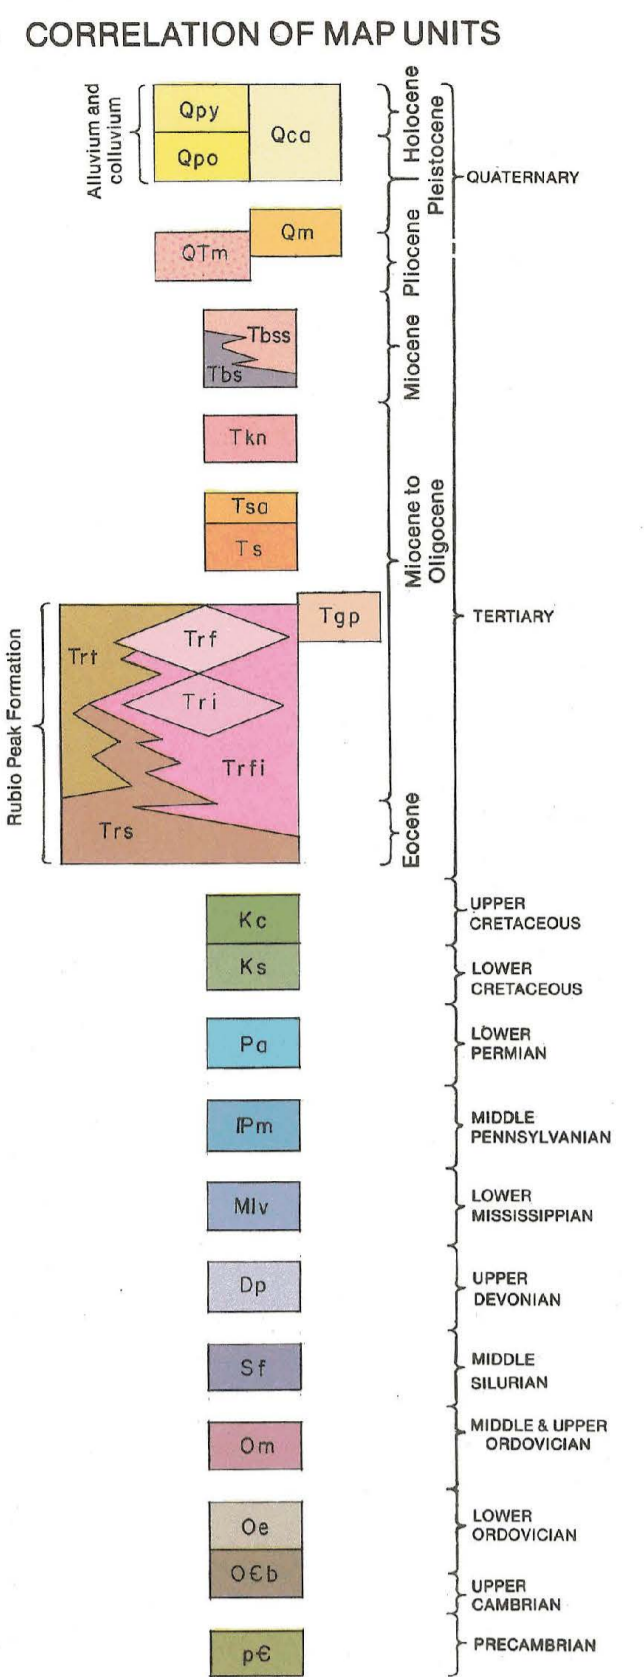 CORRELATION OF MAP UNITS
Alluvium and
colluvium
Qpy
Qpo
Qca
Holocene
Pleistocene
QUATERNARY
Qm
QTm
Pliocene
Tbss
Tbs
Miocene
Tkn
Tsa
Ts
Miocene to
Oligocene
Tgp
TERTIARY
Rubio Peak Formation
Trt
Trf
Tri
Trfi
Trs
Eocene
Kc
UPPER
CRETACEOUS
Ks
LOWER
CRETACEOUS
Pa
LOWER
PERMIAN
ℙm
MIDDLE
PENNSYLVANIAN
Mlv
LOWER
MISSISSIPPIAN
Dp
UPPER
DEVONIAN
Sf
MIDDLE
SILURIAN
Om
MIDDLE & UPPER
ORDOVICIAN
Oe
LOWER
ORDOVICIAN
O€b
UPPER
CAMBRIAN
p€
PRECAMBRIAN